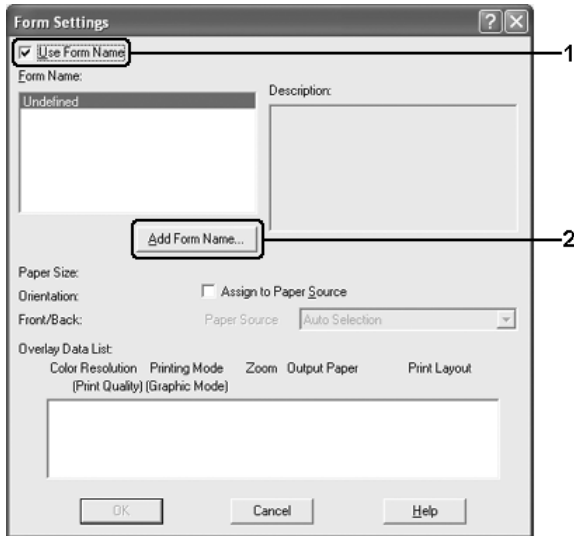 Form Settings
Use Form Name
1
Form Name:
Description:
Undefined
Add Form Name...
2
Paper Size:
Orientation:
Assign to Paper Source
Front/Back:
Paper Source
Auto Selection
Overlay Data List:
Color Resolution Printing Mode Zoom Output Paper Print Layout
(Print Quality) (Graphic Mode)
OK
Cancel
Help